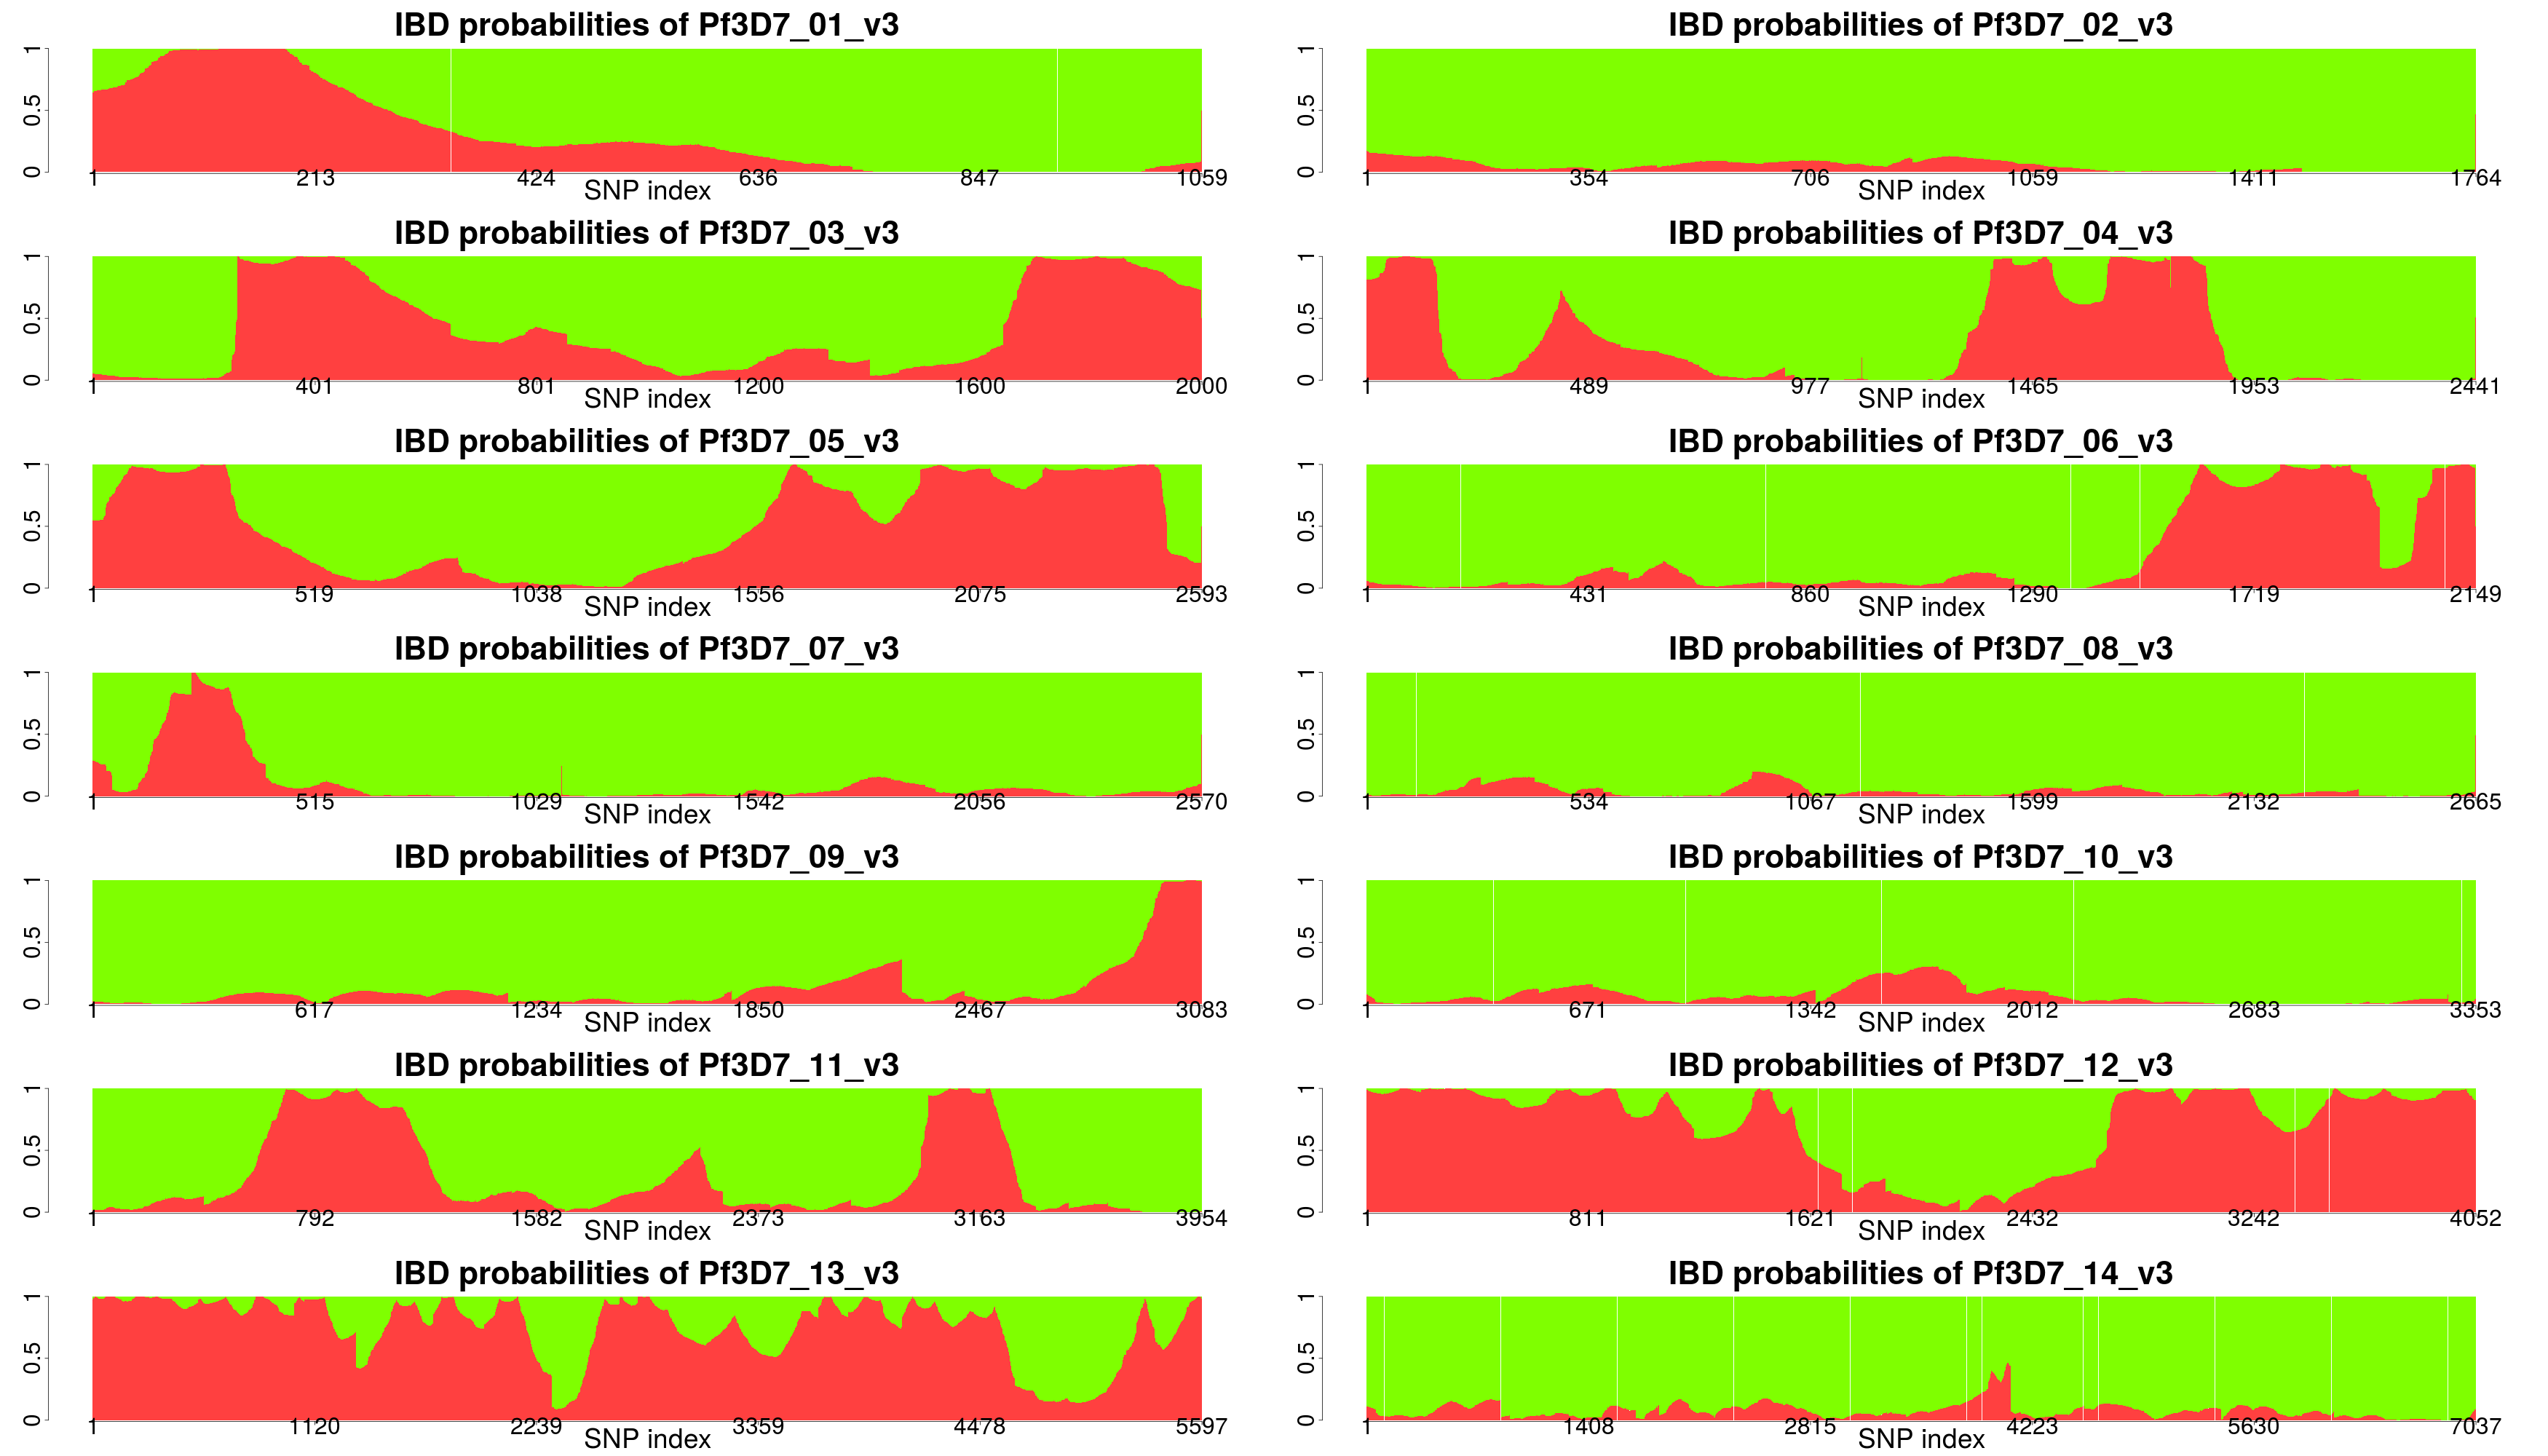 IBD probabilities of Pf3D7_01_v3
0 0.5 1
1 213 424 636 847 1059
SNP index
IBD probabilities of Pf3D7_02_v3
0 0.5 1
1 354 706 1059 1411 1764
SNP index
IBD probabilities of Pf3D7_03_v3
0 0.5 1
1 401 801 1200 1600 2000
SNP index
IBD probabilities of Pf3D7_04_v3
0 0.5 1
1 489 977 1465 1953 2441
SNP index
IBD probabilities of Pf3D7_05_v3
0 0.5 1
1 519 1038 1556 2075 2593
SNP index
IBD probabilities of Pf3D7_06_v3
0 0.5 1
1 431 860 1290 1719 2149
SNP index
IBD probabilities of Pf3D7_07_v3
0 0.5 1
1 515 1029 1542 2056 2570
SNP index
IBD probabilities of Pf3D7_08_v3
0 0.5 1
1 534 1067 1599 2132 2665
SNP index
IBD probabilities of Pf3D7_09_v3
0 0.5 1
1 617 1234 1850 2467 3083
SNP index
IBD probabilities of Pf3D7_10_v3
0 0.5 1
1 671 1342 2012 2683 3353
SNP index
IBD probabilities of Pf3D7_11_v3
0 0.5 1
1 792 1582 2373 3163 3954
SNP index
IBD probabilities of Pf3D7_12_v3
0 0.5 1
1 811 1621 2432 3242 4052
SNP index
IBD probabilities of Pf3D7_13_v3
0 0.5 1
1 1120 2239 3359 4478 5597
SNP index
IBD probabilities of Pf3D7_14_v3
0 0.5 1
1 1408 2815 4223 5630 7037
SNP index